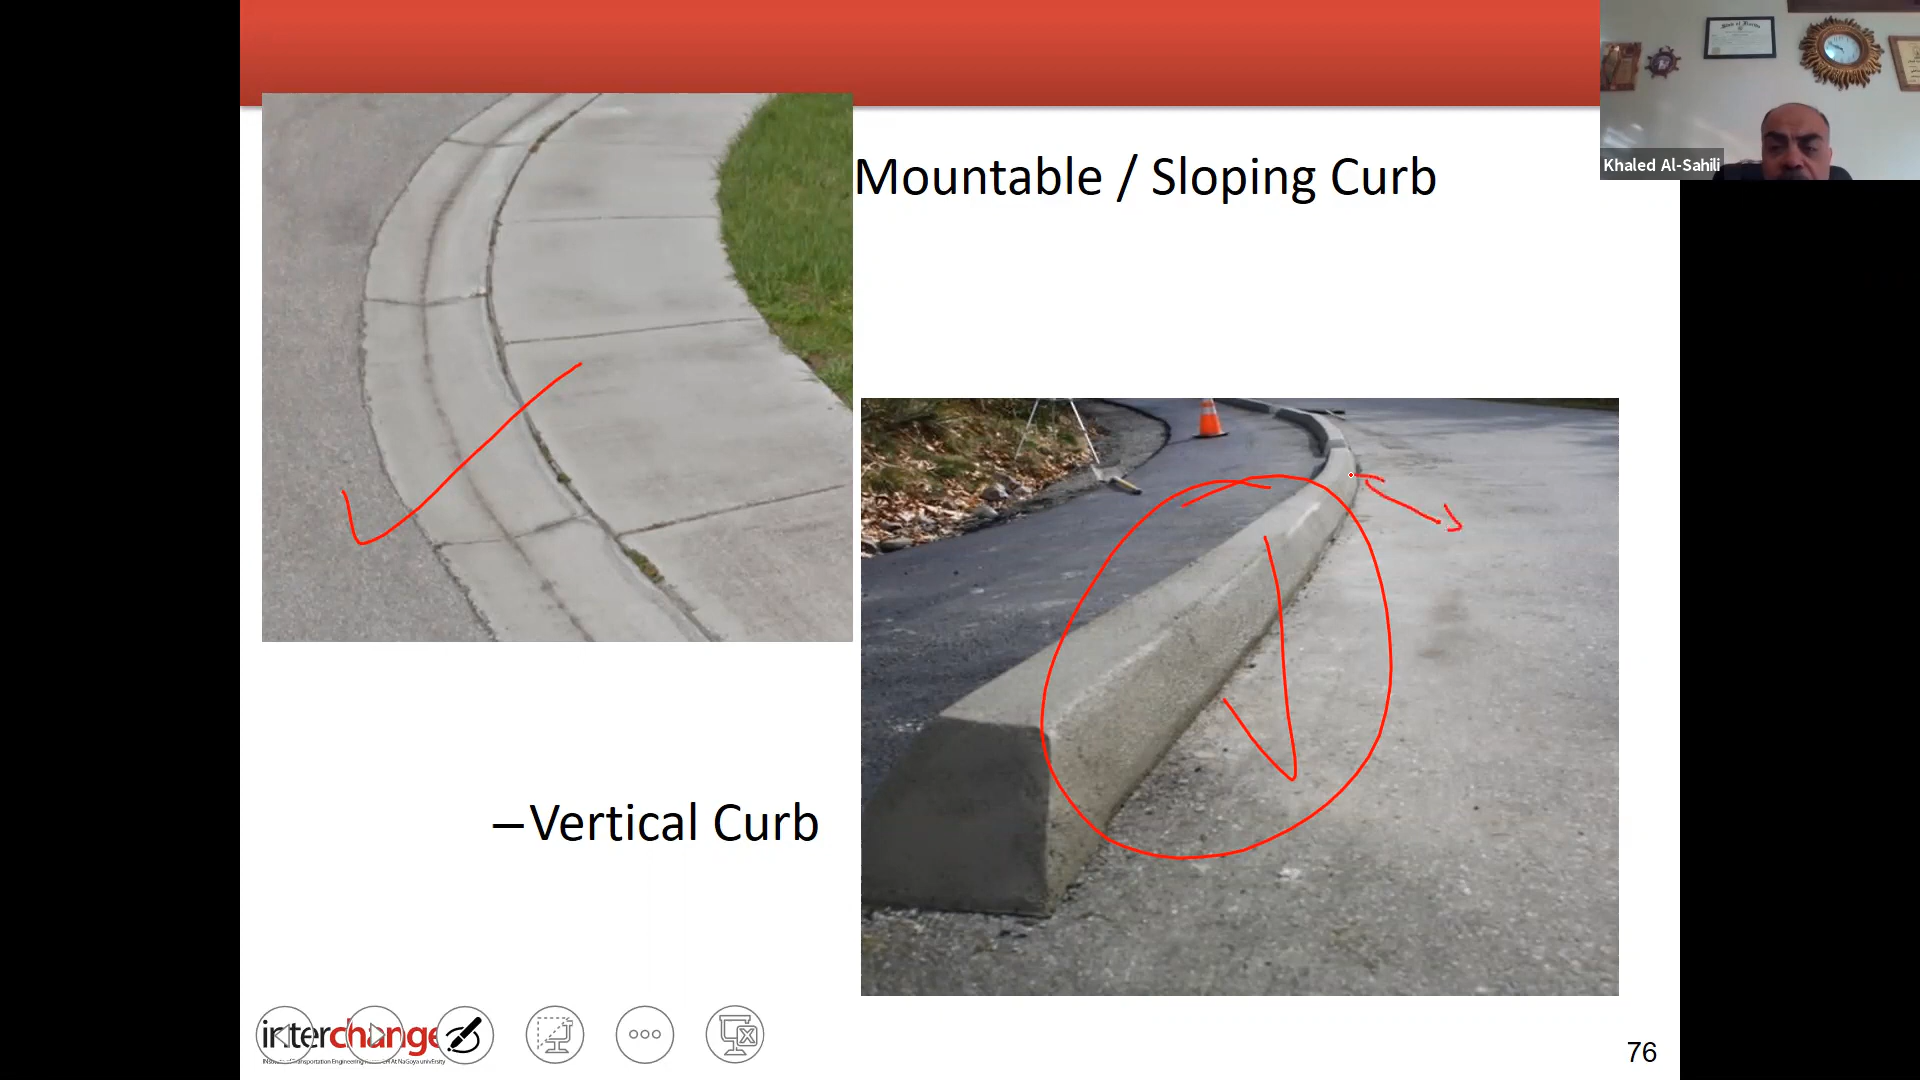 Mountable / Sloping Curb
Khaled Al-Sahili
–Vertical Curb
interchange
76